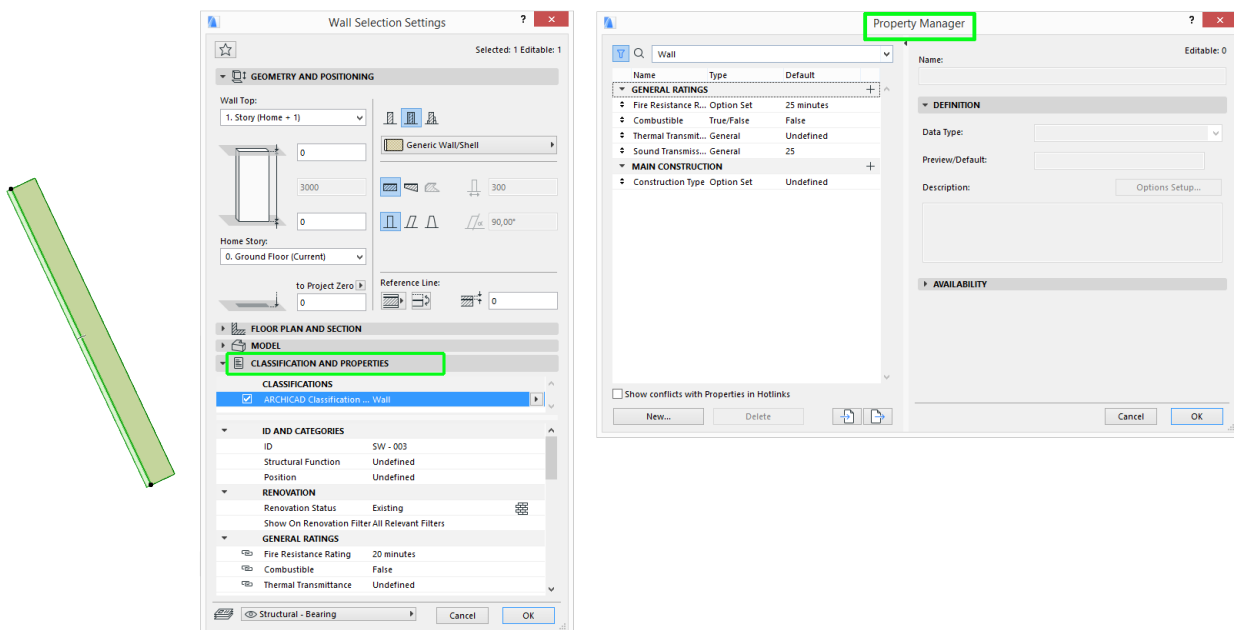 Wall Selection Settings
?
×
Selected: 1 Editable: 1
GEOMETRY AND POSITIONING
Wall Top:
1. Story (Home + 1)
0
3000
0
Home Story:
0. Ground Floor (Current)
to Project Zero
0
Generic Wall/Shell
300
α 90,00°
Reference Line:
0
FLOOR PLAN AND SECTION
MODEL
CLASSIFICATION AND PROPERTIES
CLASSIFICATIONS
ARCHICAD Classification ... Wall
ID AND CATEGORIES
ID SW - 003
Structural Function Undefined
Position Undefined
RENOVATION
Renovation Status Existing
Show On Renovation Filter All Relevant Filters
GENERAL RATINGS
Fire Resistance Rating 20 minutes
Combustible False
Thermal Transmittance Undefined
Structural - Bearing
Cancel
OK
Property Manager
?
×
Wall
Name Type Default
GENERAL RATINGS
Fire Resistance R... Option Set 25 minutes
Combustible True/False False
Thermal Transmit... General Undefined
Sound Transmiss... General 25
MAIN CONSTRUCTION
Construction Type Option Set Undefined
Show conflicts with Properties in Hotlinks
New...
Delete
Editable: 0
Name:
DEFINITION
Data Type:
Preview/Default:
Description:
Options Setup...
AVAILABILITY
Cancel
OK